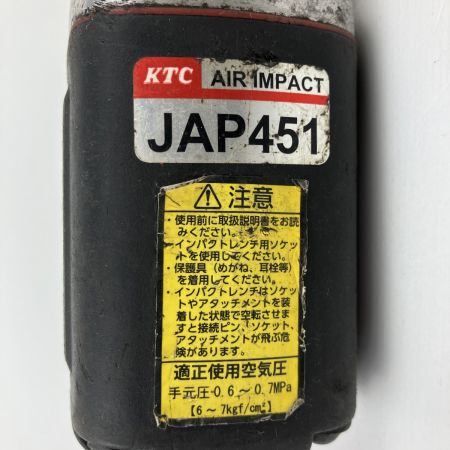 KTC AIR IMPACT
JAP451
⚠注意
・使用前に取扱説明書をお読
みください。
・インパクトレンチ用ソケッ
トを使用してください。
・保護具（めがね、耳栓等）
を着用してください。
・インパクトレンチはソケッ
トやアタッチメントを装
着した状態で空転させま
すと接続ピン、ソケット、
アタッチメントが飛ぶ危
険があります。
適正使用空気圧
手元圧-0.6～0.7MPa
【6～7kgf/cm²】